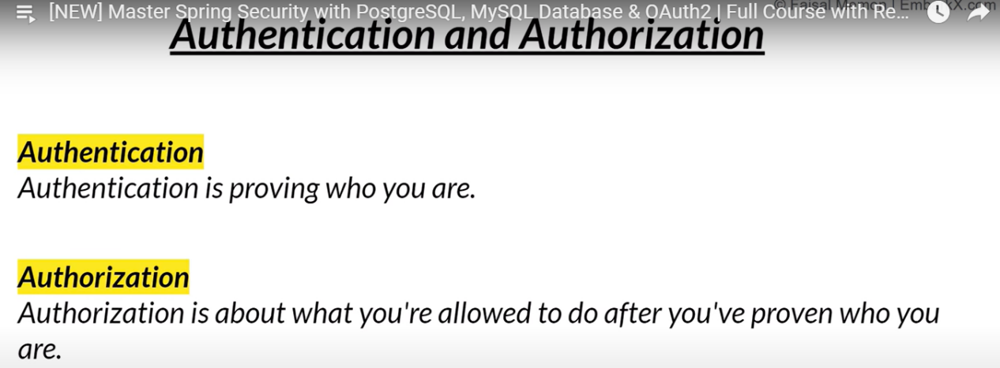 [NEW] Master Spring Security with PostgreSQL, MySQL Database & OAuth2 | Full Course with Re...
© Faisal Memon | EmbarkX.com
Authentication and Authorization
Authentication
Authentication is proving who you are.
Authorization
Authorization is about what you're allowed to do after you've proven who you
are.